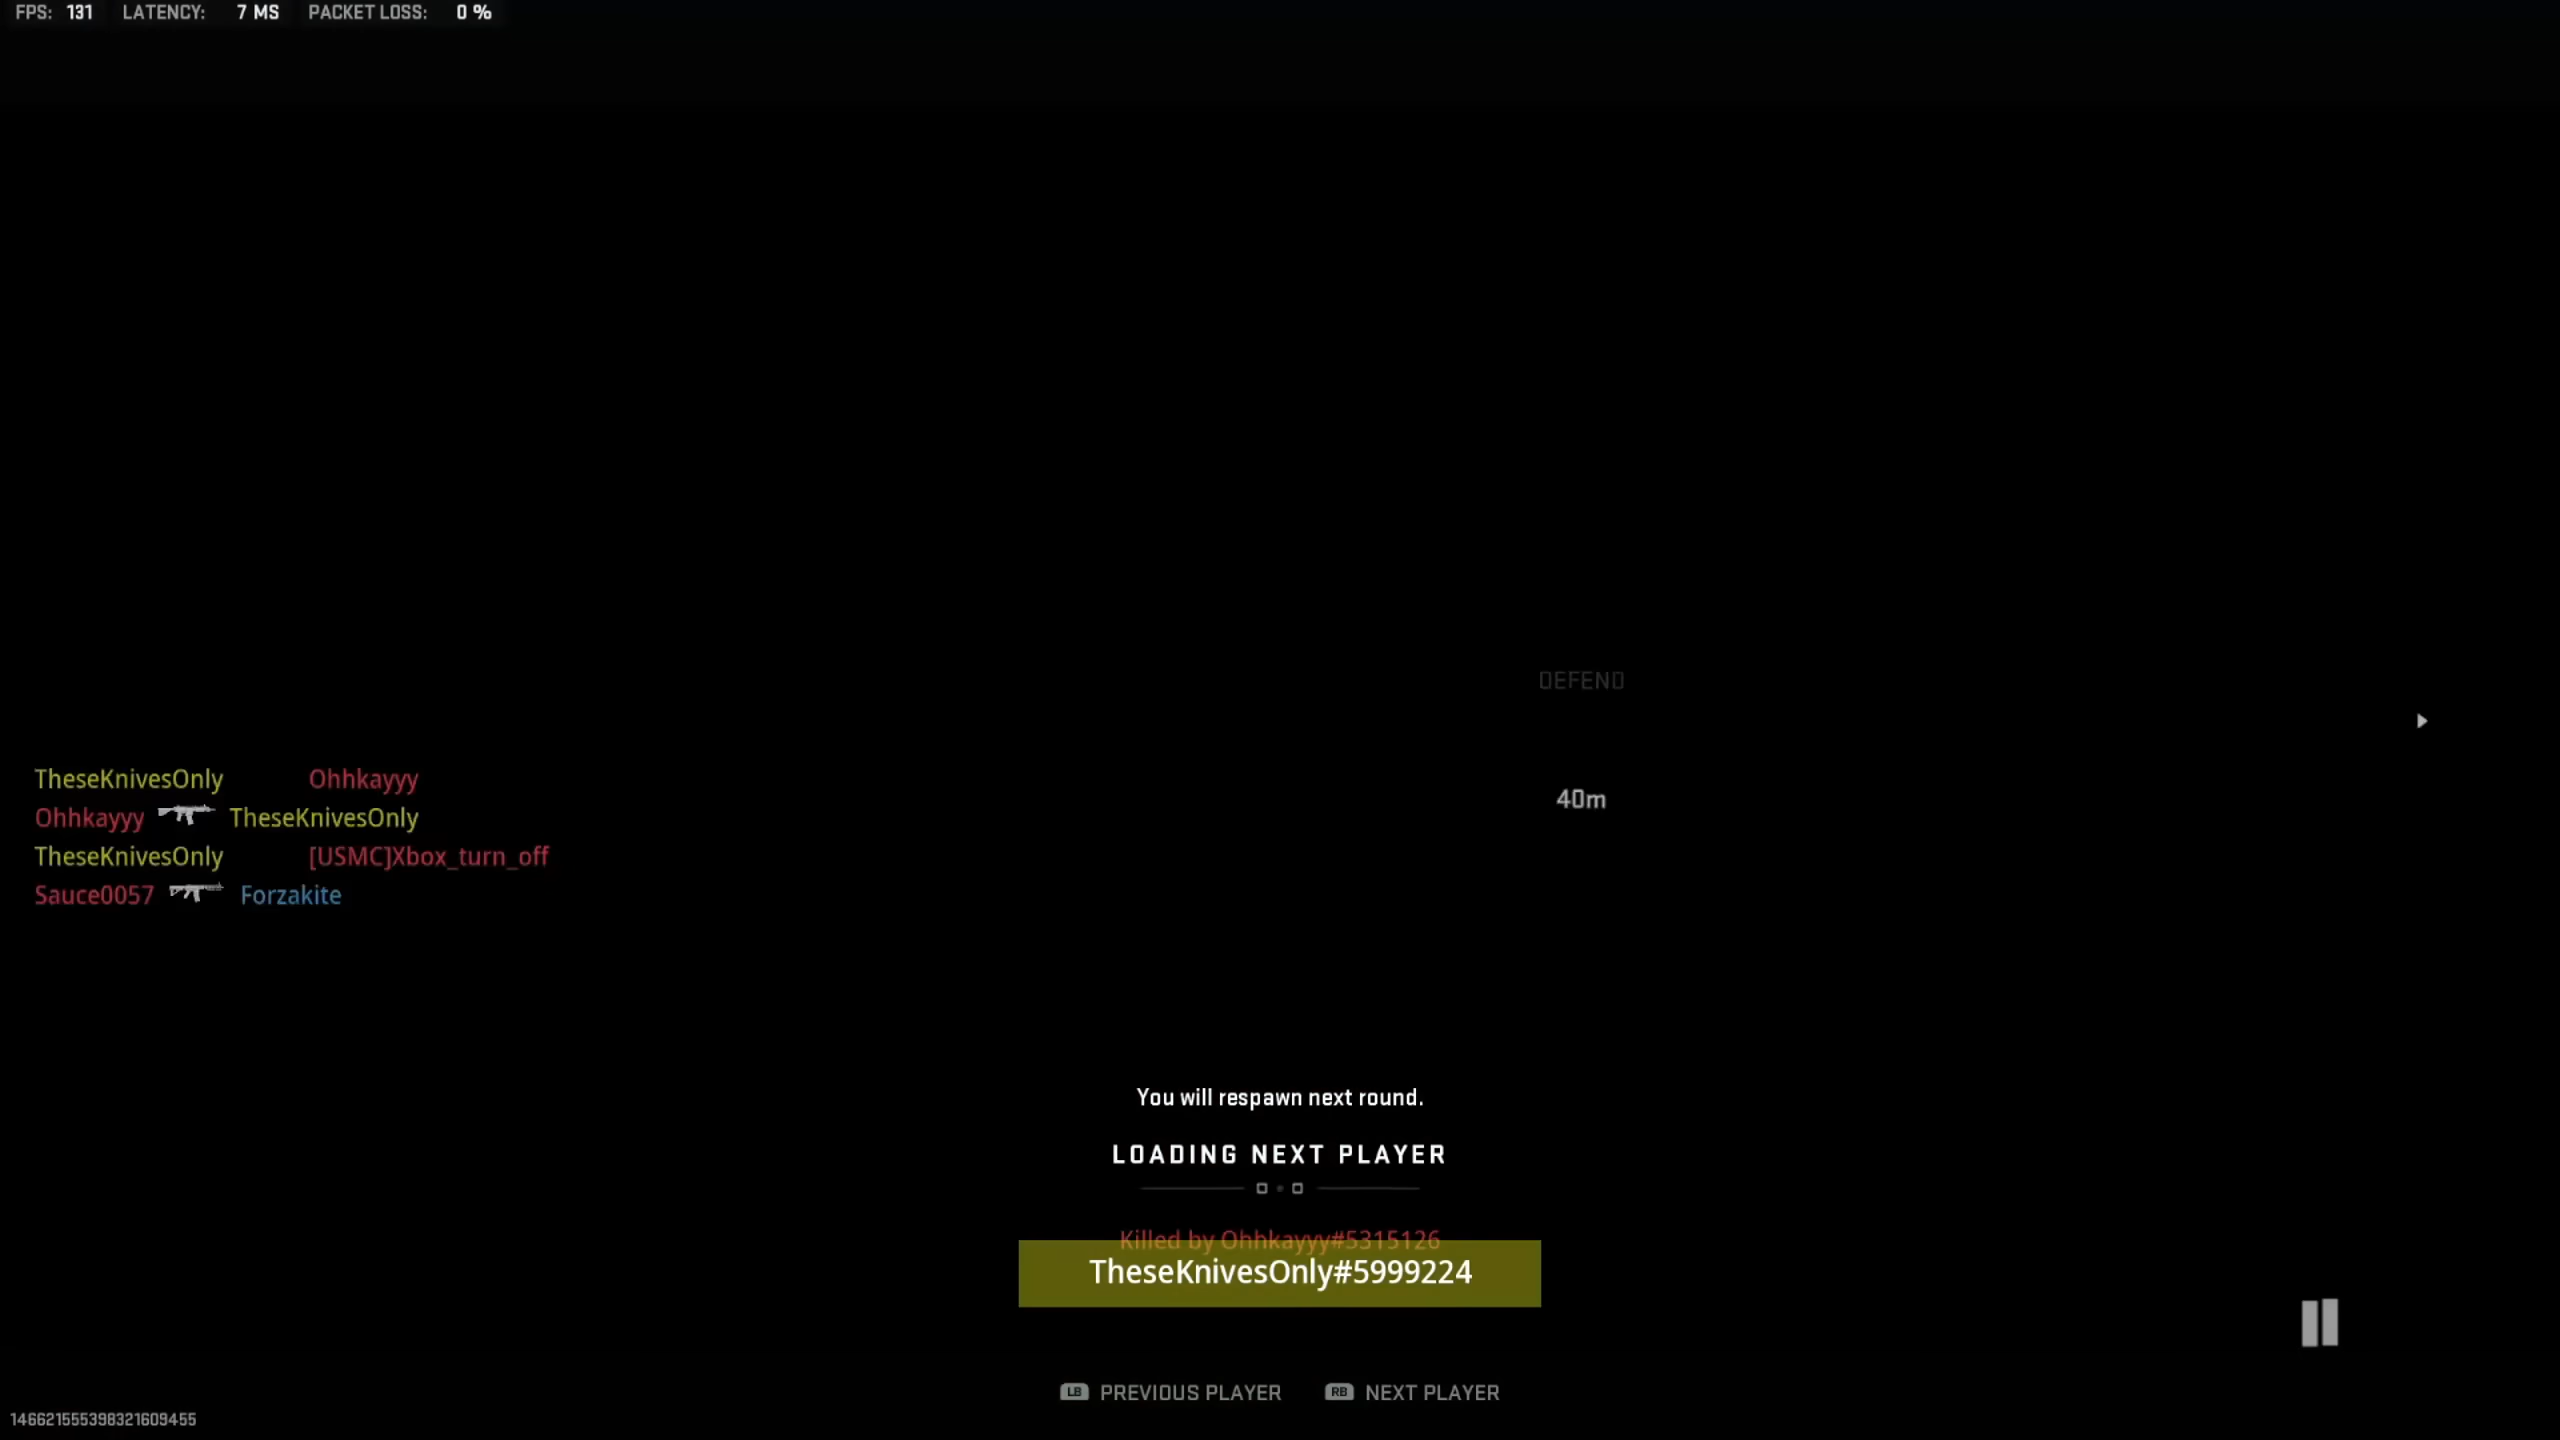 FPS: 131 LATENCY: 7 MS PACKET LOSS: 0 %
DEFEND
40m
TheseKnivesOnly Ohhkayyy
Ohhkayyy TheseKnivesOnly
TheseKnivesOnly [USMC]Xbox_turn_off
Sauce0057 Forzakite
You will respawn next round.
LOADING NEXT PLAYER
Killed by Ohhkayyy#5315126
TheseKnivesOnly#5999224
LB PREVIOUS PLAYER RB NEXT PLAYER
146621555398321609455